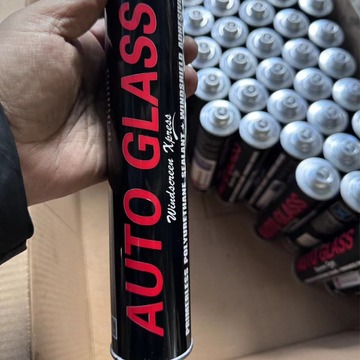 AUTO GLASS
Windscreen Xpress
PRIMERLESS POLYURETHANE SEALANT + WINDSHIELD ADHESIVE
AUTO GLASS